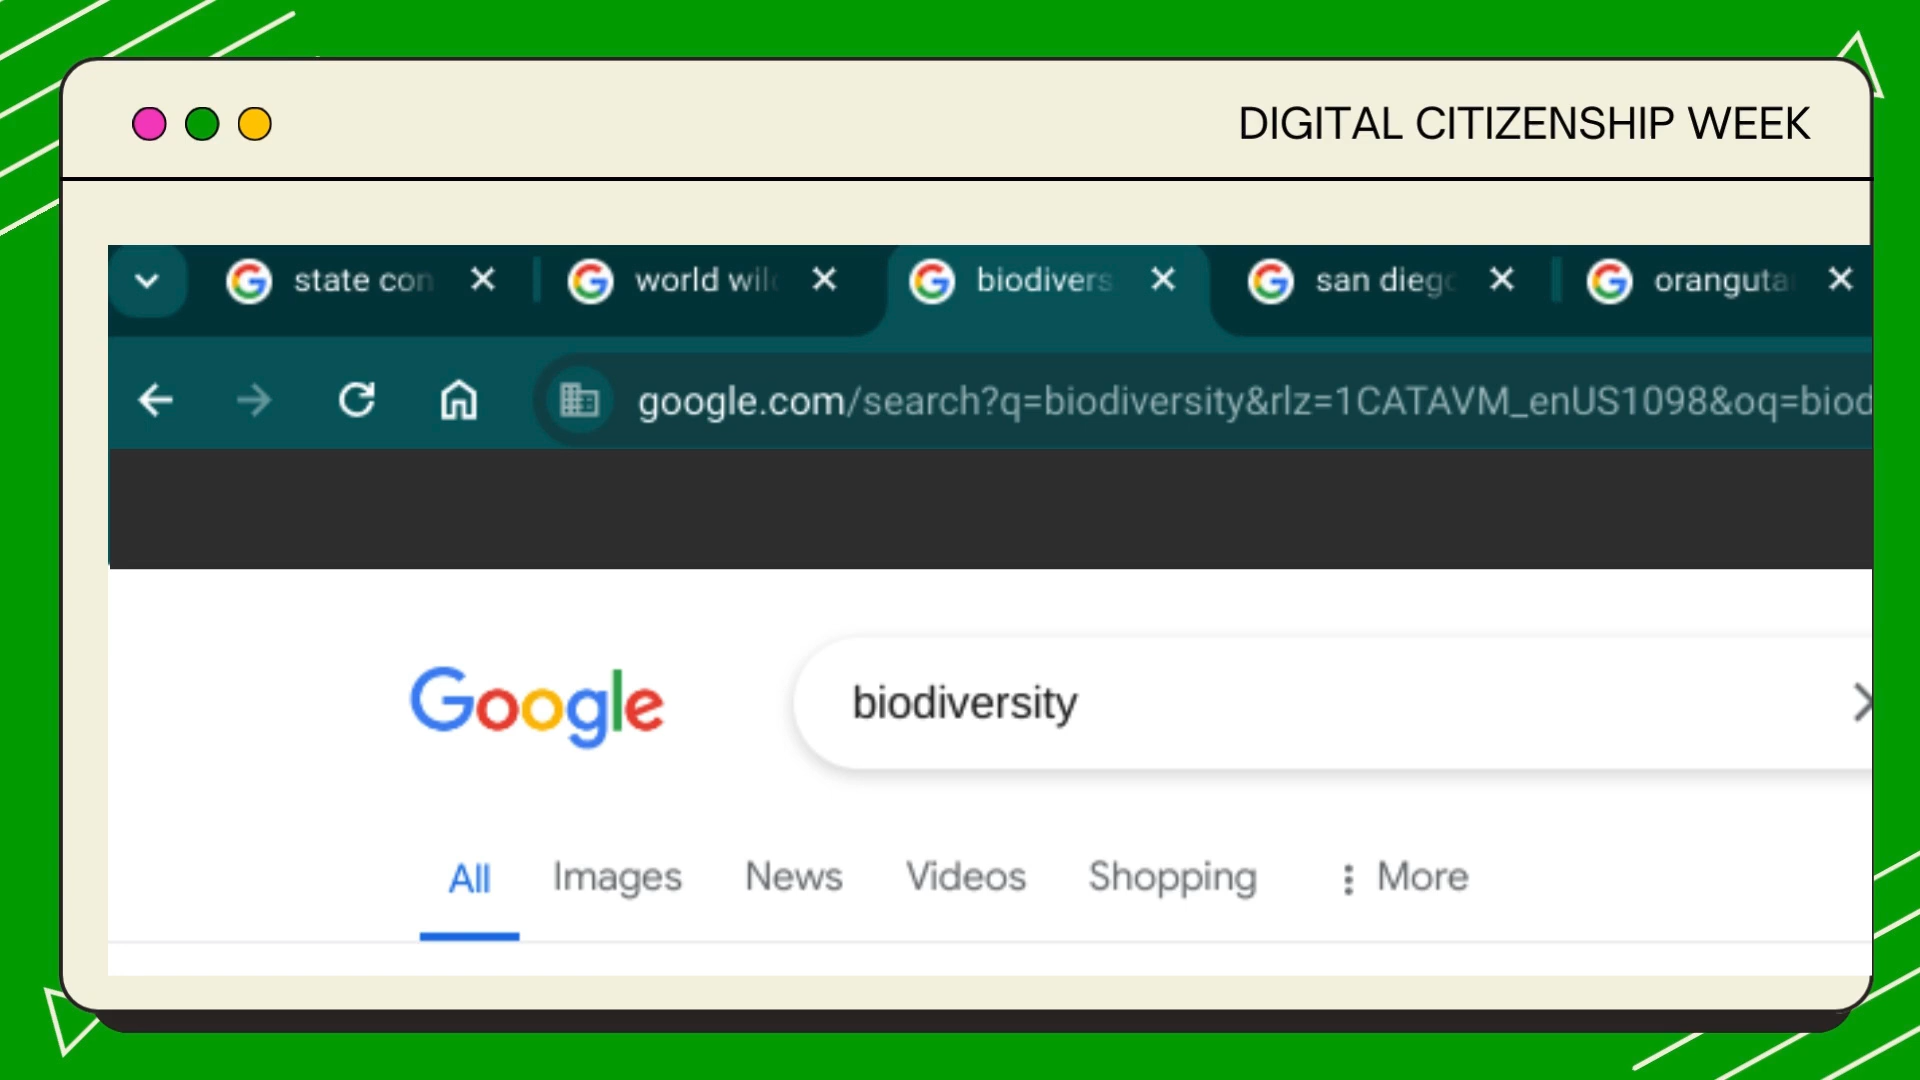 DIGITAL CITIZENSHIP WEEK
state con
world wil
biodivers
san dieg
oranguta
google.com/search?q=biodiversity&rlz=1CATAVM_enUS1098&oq=biod
Google
biodiversity
All
Images
News
Videos
Shopping
More